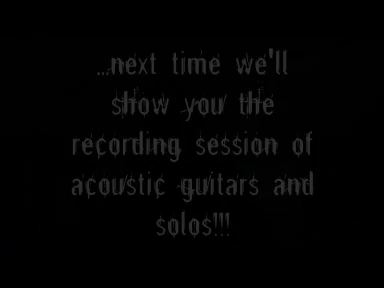 ...next time we'll
show you the
recording session of
acoustic guitars and
solos!!!